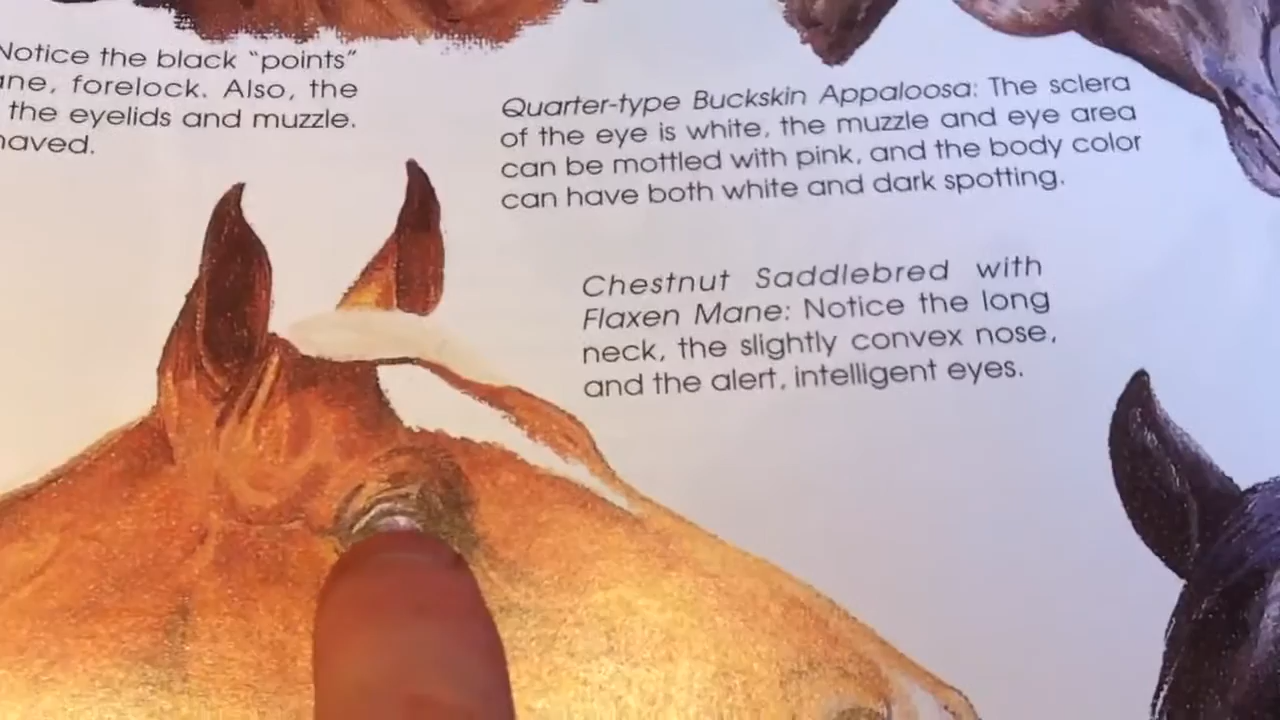 Notice the black “points”
forelock. Also, the
the eyelids and muzzle.
Quarter-type Buckskin Appaloosa: The sclera
of the eye is white, the muzzle and eye area
can be mottled with pink, and the body color
can have both white and dark spotting.
Chestnut Saddlebred with
Flaxen Mane: Notice the long
neck, the slightly convex nose,
and the alert, intelligent eyes.